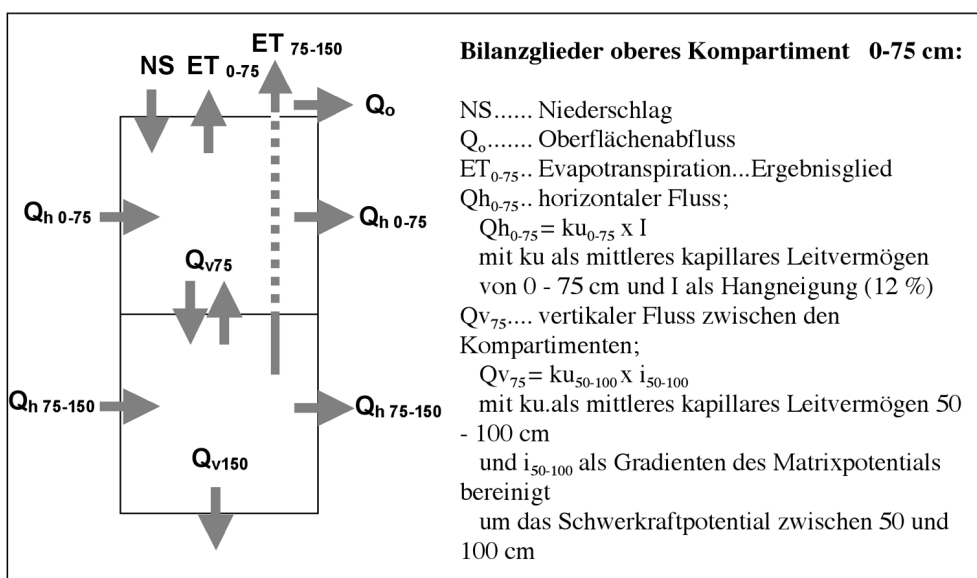 ET 75-150
NS ET 0-75
Qo
Qh 0-75
Qh 0-75
Qv75
Qh 75-150
Qh 75-150
Qv150
Bilanzglieder oberes Kompartiment 0-75 cm:
NS...... Niederschlag
Qo....... Oberflächenabfluss
ET0-75.. Evapotranspiration...Ergebnisglied
Qh0-75.. horizontaler Fluss;
Qh0-75= ku0-75 x I
mit ku als mittleres kapillares Leitvermögen
von 0 - 75 cm und I als Hangneigung (12 %)
Qv75.... vertikaler Fluss zwischen den
Kompartimenten;
Qv75= ku50-100 x i50-100
mit ku.als mittleres kapillares Leitvermögen 50
- 100 cm
und i50-100 als Gradienten des Matrixpotentials
bereinigt
um das Schwerkraftpotential zwischen 50 und
100 cm